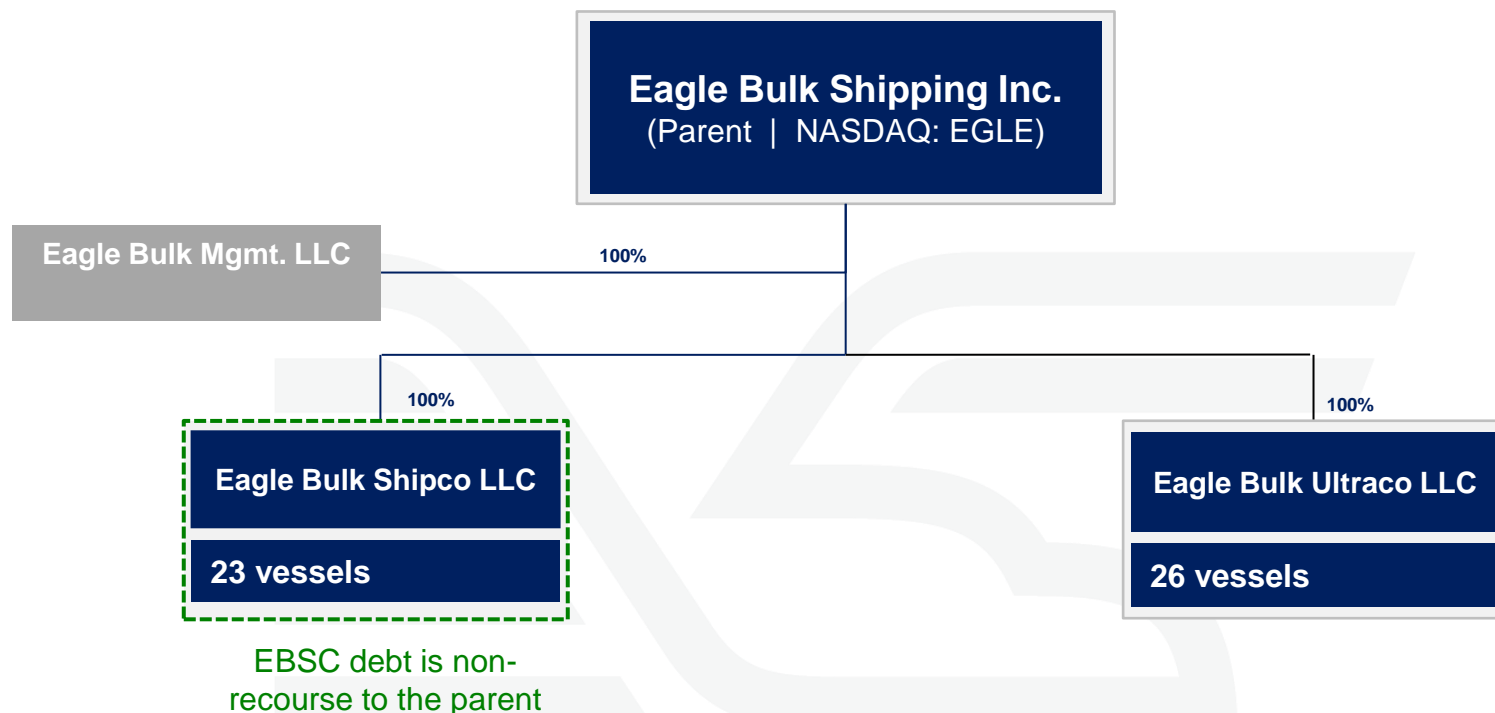 Eagle Bulk Shipping Inc.
(Parent | NASDAQ: EGLE)
Eagle Bulk Mgmt. LLC
100%
100%
100%
Eagle Bulk Shipco LLC
Eagle Bulk Ultraco LLC
23 vessels
26 vessels
EBSC debt is non-
recourse to the parent